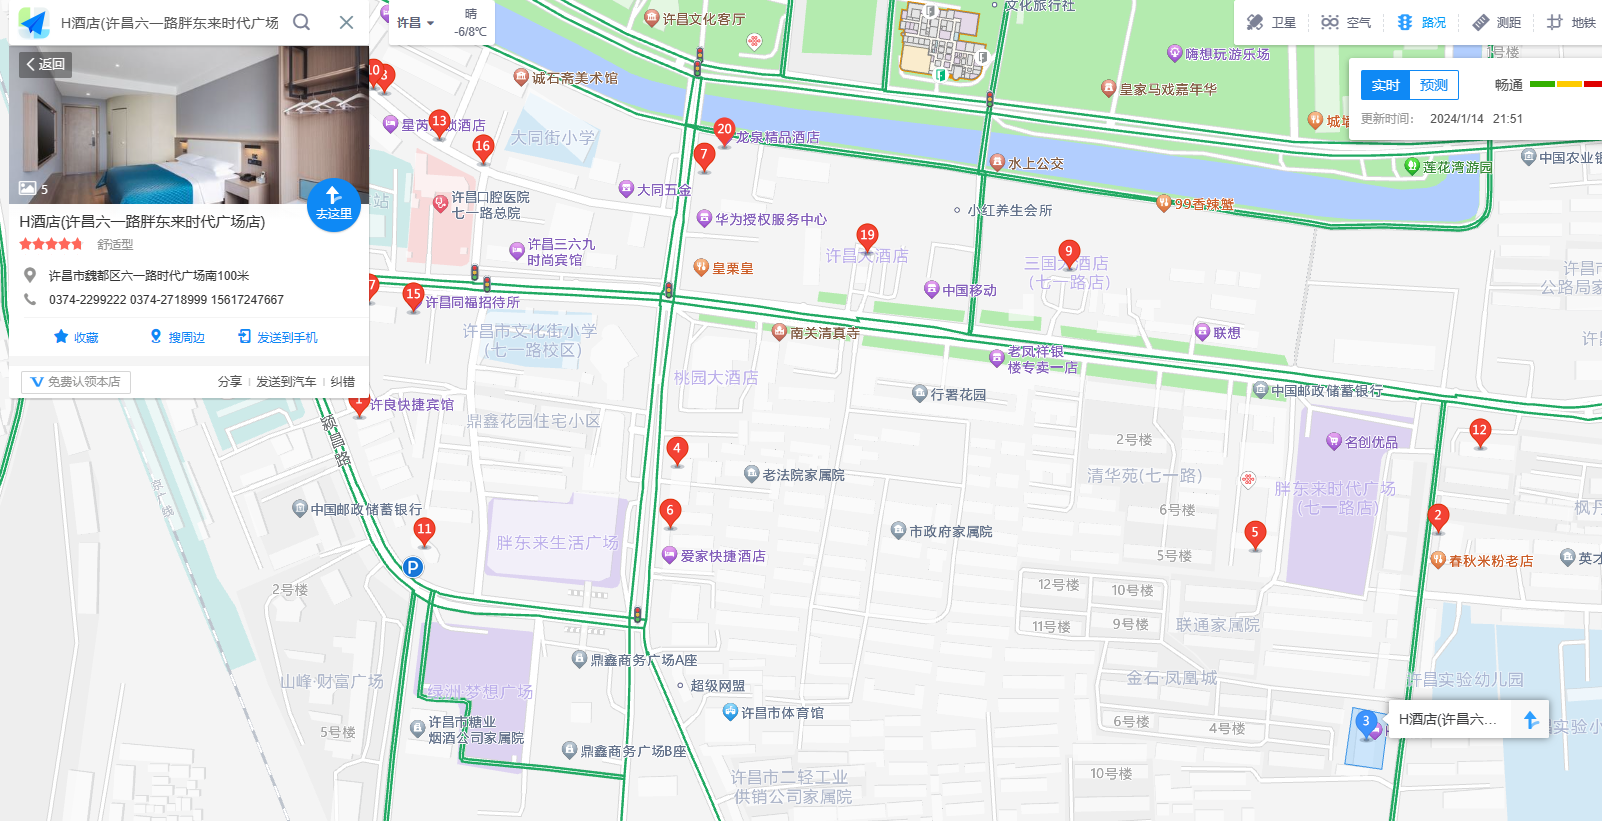 H酒店(许昌六一路胖东来时代广场
返回
5
去这里
H酒店(许昌六一路胖东来时代广场店)
舒适型
许昌市魏都区六一路时代广场南100米
0374-2299222 0374-2718999 15617247667
收藏
搜周边
发送到手机
免费认领本店
分享
发送到汽车
纠错
许昌
晴
-6/8℃
卫星
空气
路况
测距
地铁
实时
预测
畅通
更新时间:
2024/1/14
21:51
许昌文化客厅
文化旅行社
嗨想玩游乐场
诚石斋美术馆
皇家马戏嘉年华
大同街小学
龙泉精品酒店
水上公交
莲花湾游园
中国农业银
大同五金
许昌口腔医院
七一路总院
华为授权服务中心
小红养生会所
99香辣蟹
许昌三六九
时尚宾馆
皇栗皇
许昌大酒店
(七一路店)
中国移动
许昌市
公路局家
许昌同福招待所
许昌市文化街小学
(七一路校区)
南关清真寺
联想
老凤祥银
楼专卖一店
桃园大酒店
行署花园
中国邮政储蓄银行
许良快捷宾馆
鼎鑫花园住宅小区
颍昌路
2号楼
名创优品
老法院家属院
清华苑(七一路)
胖东来时代广场
(七一路店)
6号楼
中国邮政储蓄银行
胖东来生活广场
市政府家属院
5号楼
爱家快捷酒店
春秋米粉老店
英才
2号楼
12号楼
10号楼
11号楼
9号楼
联通家属院
鼎鑫商务广场A座
山峰·财富广场
绿洲·梦想广场
超级网盟
金石·凤凰城
许昌实验幼儿园
许昌市体育馆
6号楼
4号楼
H酒店(许昌六...
许昌市糖业
烟酒公司家属院
5号楼
鼎鑫商务广场B座
许昌市二轻工业
供销公司家属院
10号楼
10
3
13
16
20
7
19
9
7
15
1
4
6
11
5
2
12
3
P